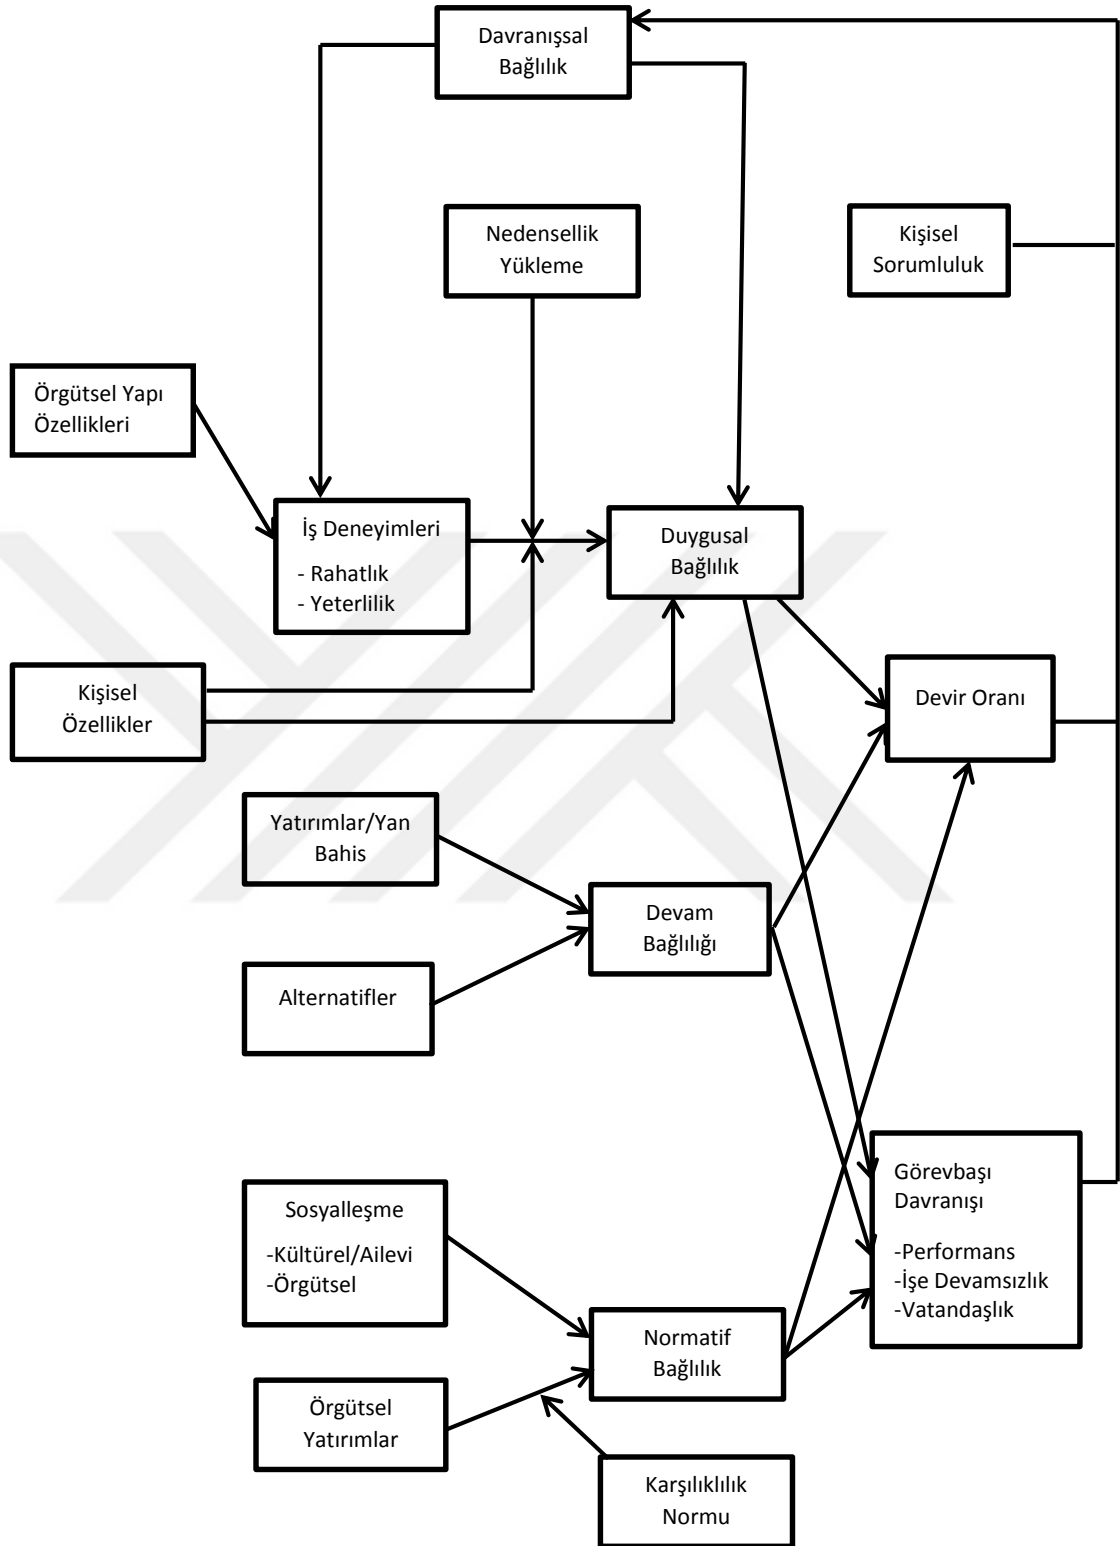 Davranışsal
Bağlılık
Nedensellik
Yükleme
Kişisel
Sorumluluk
Örgütsel Yapı
Özellikleri
İş Deneyimleri
- Rahatlık
- Yeterlilik
Duygusal
Bağlılık
Kişisel
Özellikler
Devir Oranı
Yatırımlar/Yan
Bahis
Devam
Bağlılığı
Alternatifler
Görevbaşı
Davranışı
-Performans
-İşe Devamsızlık
-Vatandaşlık
Sosyalleşme
-Kültürel/Ailevi
-Örgütsel
Normatif
Bağlılık
Örgütsel
Yatırımlar
Karşılıklılık
Normu